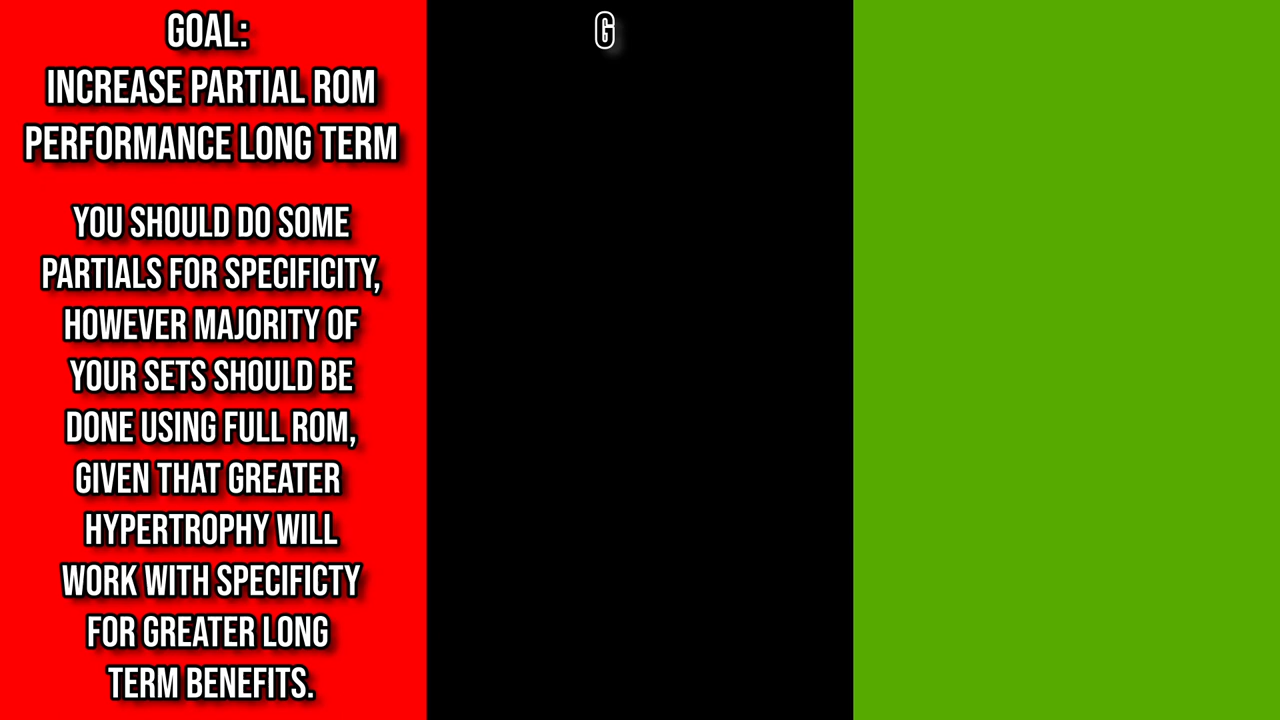 GOAL:
INCREASE PARTIAL ROM
PERFORMANCE LONG TERM
YOU SHOULD DO SOME
PARTIALS FOR SPECIFICITY,
HOWEVER MAJORITY OF
YOUR SETS SHOULD BE
DONE USING FULL ROM,
GIVEN THAT GREATER
HYPERTROPHY WILL
WORK WITH SPECIFICTY
FOR GREATER LONG
TERM BENEFITS.
G